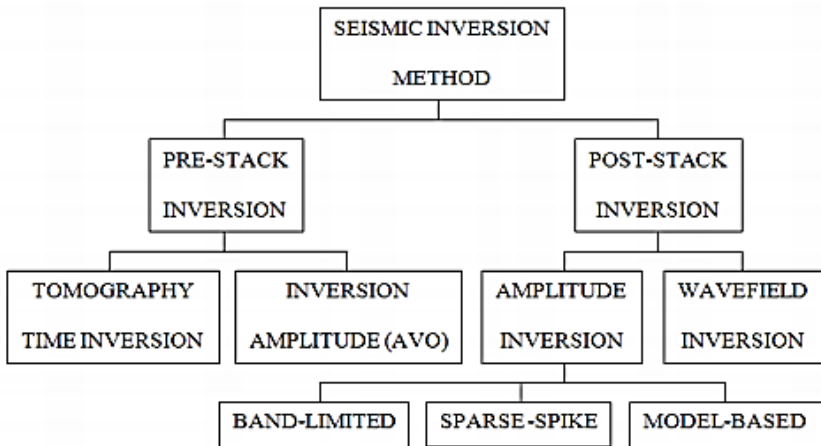 SEISMIC INVERSION
METHOD
PRE-STACK
INVERSION
POST-STACK
INVERSION
TOMOGRAPHY
TIME INVERSION
INVERSION
AMPLITUDE (AVO)
AMPLITUDE
INVERSION
WAVEFIELD
INVERSION
BAND-LIMITED
SPARSE-SPIKE
MODEL-BASED